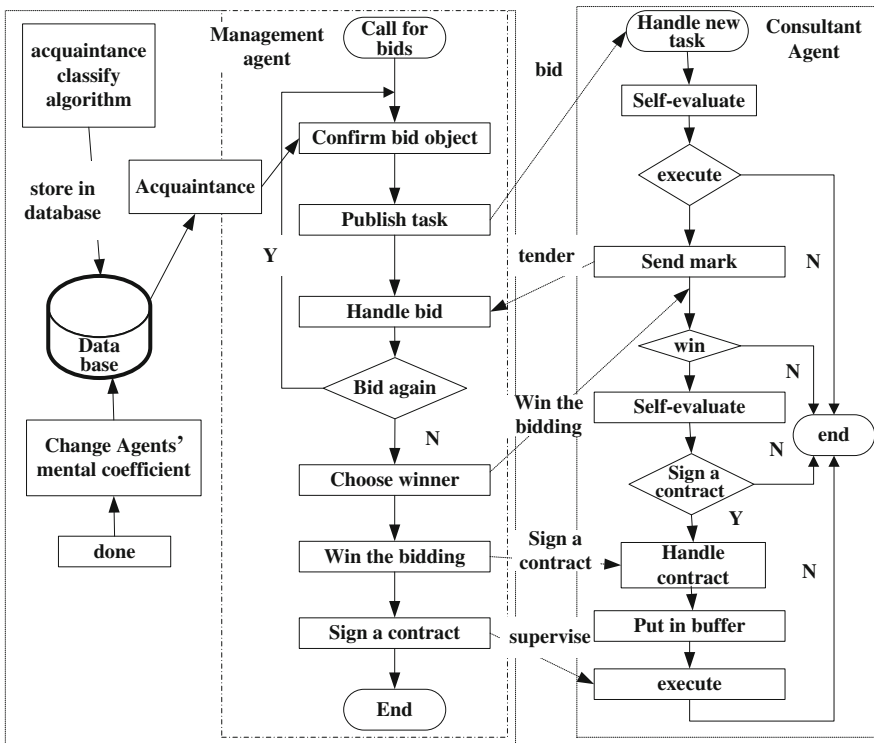 acquaintance
classify
algorithm
store in
database
Data
base
Change Agents'
mental coefficient
done
Acquaintance
Management
agent
Call for
bids
Confirm bid object
Publish task
Y
Handle bid
Bid again
N
Choose winner
Win the bidding
Sign a contract
End
bid
tender
Win the
bidding
Sign a
contract
supervise
Consultant
Agent
Handle new
task
Self-evaluate
execute
N
Send mark
win
N
Self-evaluate
end
N
Sign a
contract
Y
Handle
contract
N
Put in buffer
execute